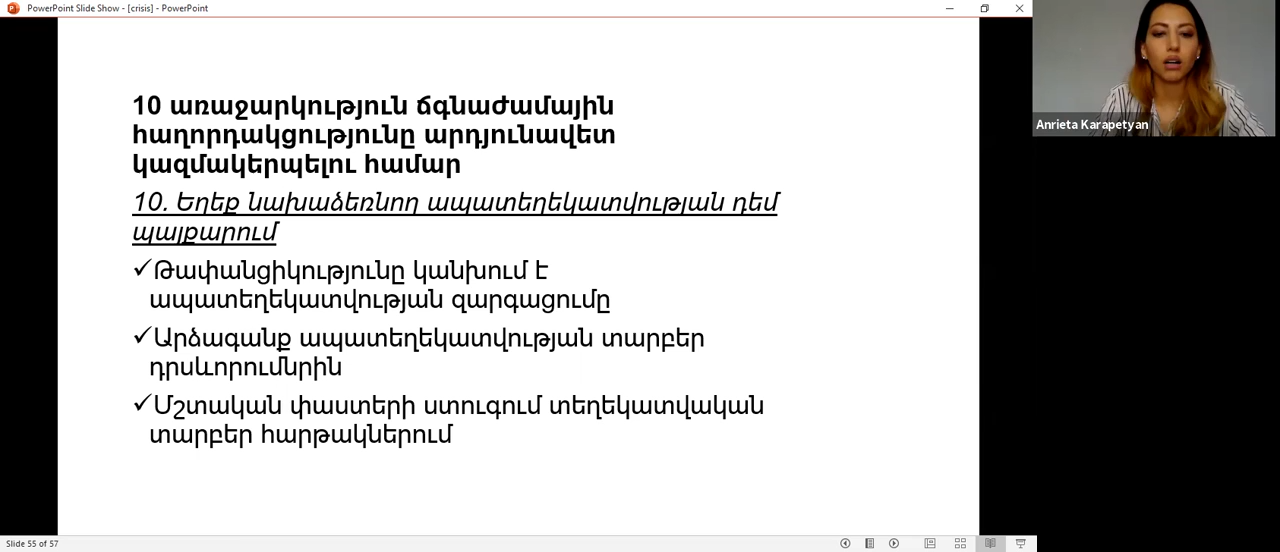 PowerPoint Slide Show - [crisis] - PowerPoint
Anrieta Karapetyan
10 առաջարկություն ճգնաժամային
հաղորդակցությունը արդյունավետ
կազմակերպելու համար
10. Եղեք նախաձեռնող ապատեղեկատվության դեմ
պայքարում
✓Թափանցիկությունը կանխում է
ապատեղեկատվության զարգացումը
✓Արձագանք ապատեղեկատվության տարբեր
դրսևորումնրին
✓Մշտական փաստերի ստուգում տեղեկատվական
տարբեր հարթակներում
Slide 55 of 57